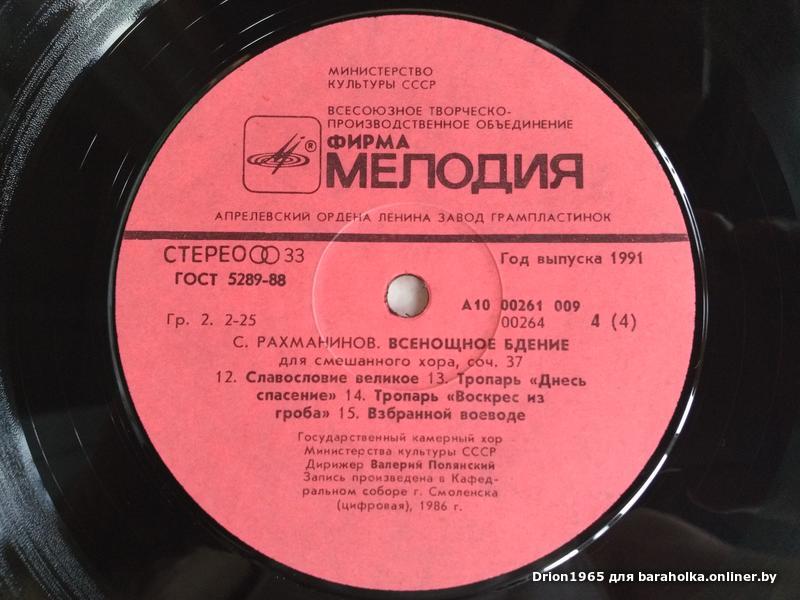 МИНИСТЕРСТВО
КУЛЬТУРЫ СССР
ВСЕСОЮЗНОЕ ТВОРЧЕСКО-
ПРОИЗВОДСТВЕННОЕ ОБЪЕДИНЕНИЕ
ФИРМА
® МЕЛОДИЯ
АПРЕЛЕВСКИЙ ОРДЕНА ЛЕНИНА ЗАВОД ГРАМПЛАСТИНОК
СТЕРЕО 33
Год выпуска 1991
ГОСТ 5289-88
А10 00261 009
Гр. 2. 2-25
00264 4 (4)
С. РАХМАНИНОВ. ВСЕНОЩНОЕ БДЕНИЕ
для смешанного хора, соч. 37
12. Славословие великое 13. Тропарь «Днесь
спасение» 14. Тропарь «Воскрес из
гроба» 15. Взбранной воеводе
Государственный камерный хор
Министерства культуры СССР
Дирижер Валерий Полянский
Запись произведена в Кафед-
ральном соборе г. Смоленска
(цифровая), 1986 г.
Drion1965 для baraholka.onliner.by